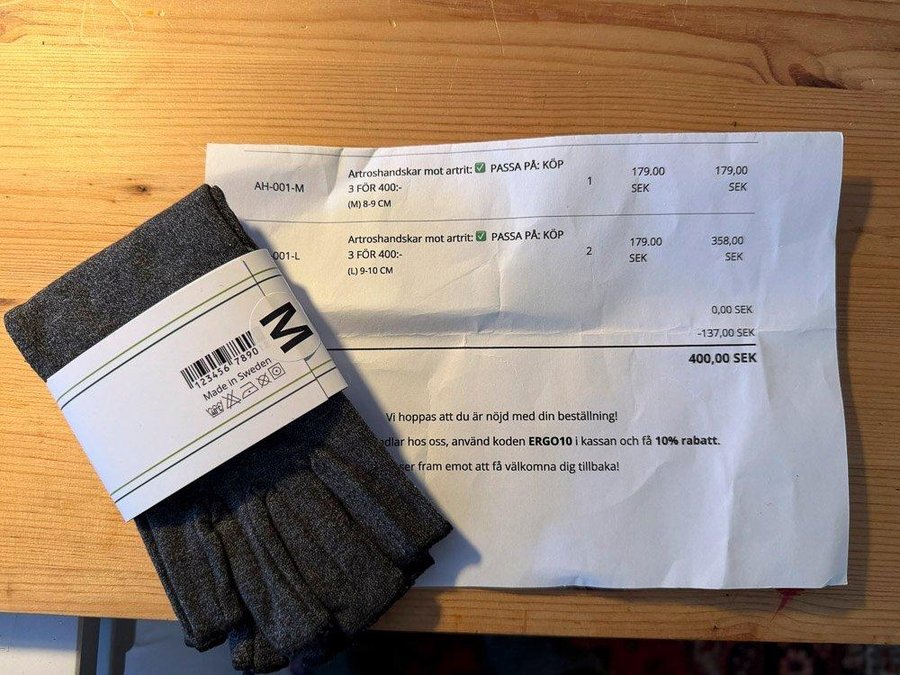 AH-001-M
Artroshandskar mot artrit: ✅ PASSA PÅ: KÖP
3 FÖR 400:-
(M) 8-9 CM
1
179.00
SEK
179,00
SEK
001-L
Artroshandskar mot artrit: ✅ PASSA PÅ: KÖP
3 FÖR 400:-
(L) 9-10 CM
2
179.00
SEK
358,00
SEK
0,00 SEK
-137,00 SEK
400,00 SEK
Vi hoppas att du är nöjd med din beställning!
dlar hos oss, använd koden ERGO10 i kassan och få 10% rabatt.
ser fram emot att få välkomna dig tillbaka!
M
123456 7890
Made in Sweden